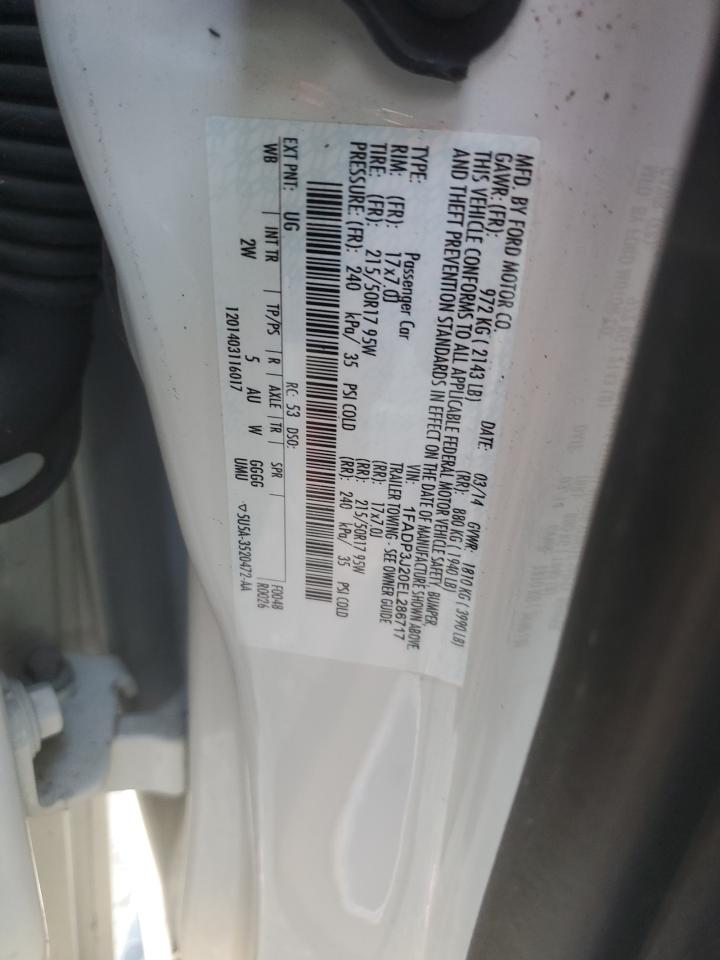 MFD. BY FORD MOTOR CO.
DATE: 03/14 GVWR: 1810 KG ( 3990 LB)
GAWR: (FR): 972 KG ( 2143 LB) (RR): 880 KG ( 1940 LB)
THIS VEHICLE CONFORMS TO ALL APPLICABLE FEDERAL MOTOR VEHICLE SAFETY, BUMPER,
AND THEFT PREVENTION STANDARDS IN EFFECT ON THE DATE OF MANUFACTURE SHOWN ABOVE
VIN: 1FADP3J20EL286717
TYPE: Passenger Car TRAILER TOWING - SEE OWNER GUIDE
RIM: (FR): 17x7.0J (RR): 17x7.0J
TIRE: (FR): 215/50R17 95W (RR): 215/50R17 95W
PRESSURE: (FR): 240 kPa/ 35 PSI COLD (RR): 240 kPa/ 35 PSI COLD
EXT PNT: UG RC: 53 DSO: F0048
WB INT TR TP/PS R AXLE TR SPR R0026
2W 5 AU W GGGG
1201403116017 UMU ▽5U5A-3520472-AA